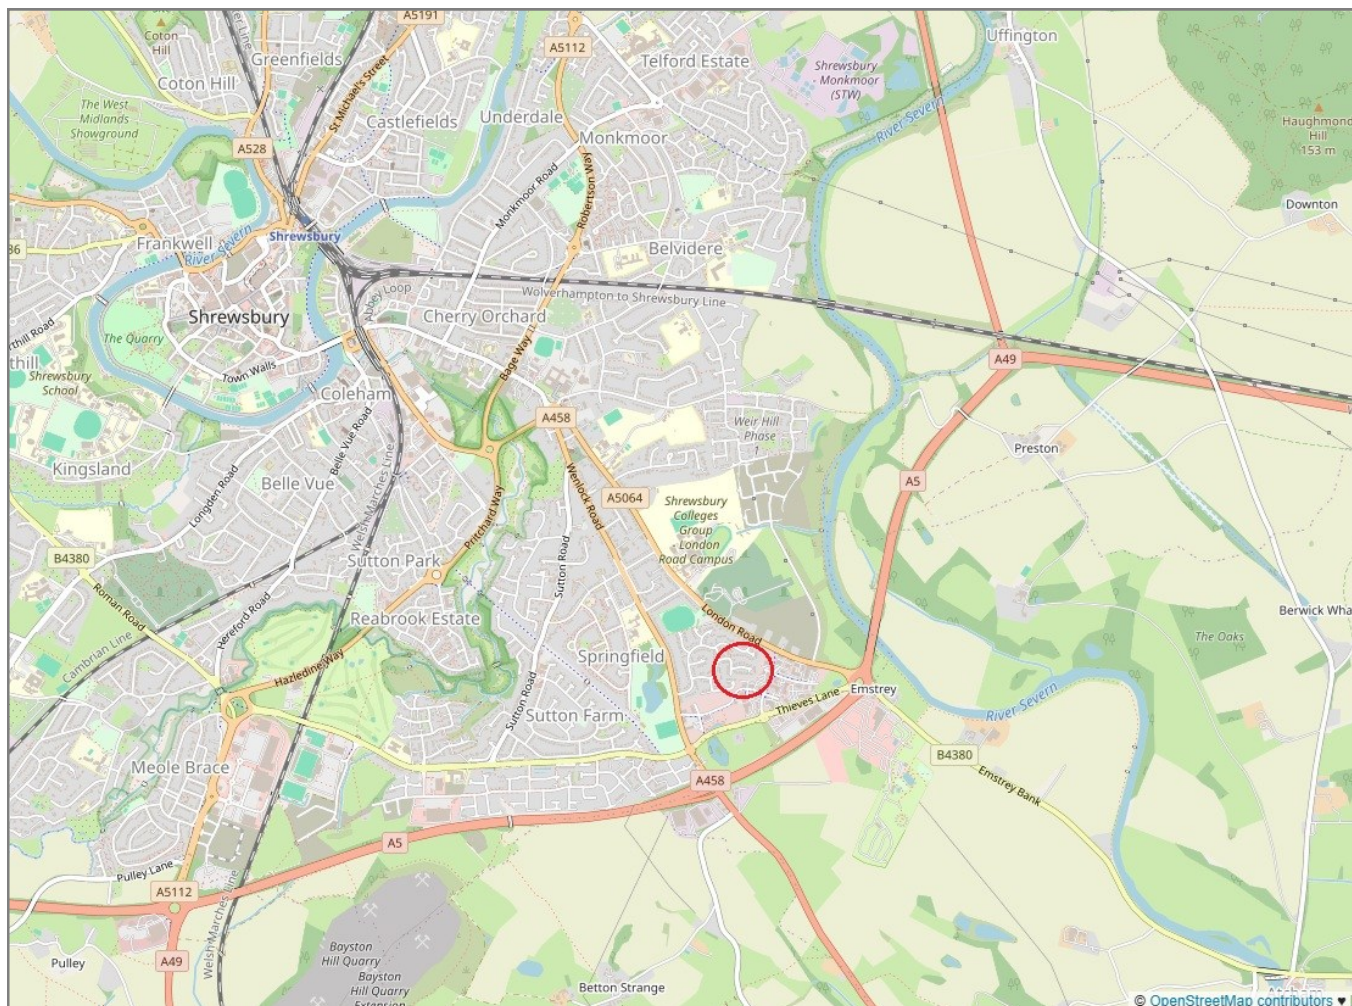 A5191
Uffington
Coton
Hill
Greenfields
A5112
Telford Estate
Coton Hill
St Michael's Street
Shrewsbury
- Monkmoor
(STW)
The West
Midlands
Showground
Castlefields
Underdale
Monkmoor
River Severn
Haughmond
Hill
153 m
A528
Robertson Way
Monkmoor Road
Downton
Frankwell
River Severn
Shrewsbury
Belvidere
Abbey Loop
Wolverhampton to Shrewsbury Line
Shrewsbury
Cherry Orchard
The Quarry
Bage Way
A49
Shrewsbury
School
Town Walls
Coleham
A458
Weir Hill
Phase
1
Preston
Kingsland
Belle Vue Road
Belle Vue
Longden Road
Welsh Marches Line
Pritchard Way
Wenlock Road
A5064
A5
Shrewsbury
Colleges
Group
London
Road Campus
B4380
Sutton Park
Sutton Road
Roman Road
Hereford Road
Reabrook Estate
London Road
Berwick Wha
Cambrian Line
The Oaks
Hazledine Way
Springfield
Emstrey
Thieves Lane
River Severn
Sutton Road
Sutton Farm
B4380
Meole Brace
A458
Emstrey Bank
A5
Pulley Lane
A5112
Welsh Marches Line
Bayston
Hill Quarry
Pulley
A49
Bayston
Hill Quarry
Extension
Betton Strange
© OpenStreetMap contributors ♥